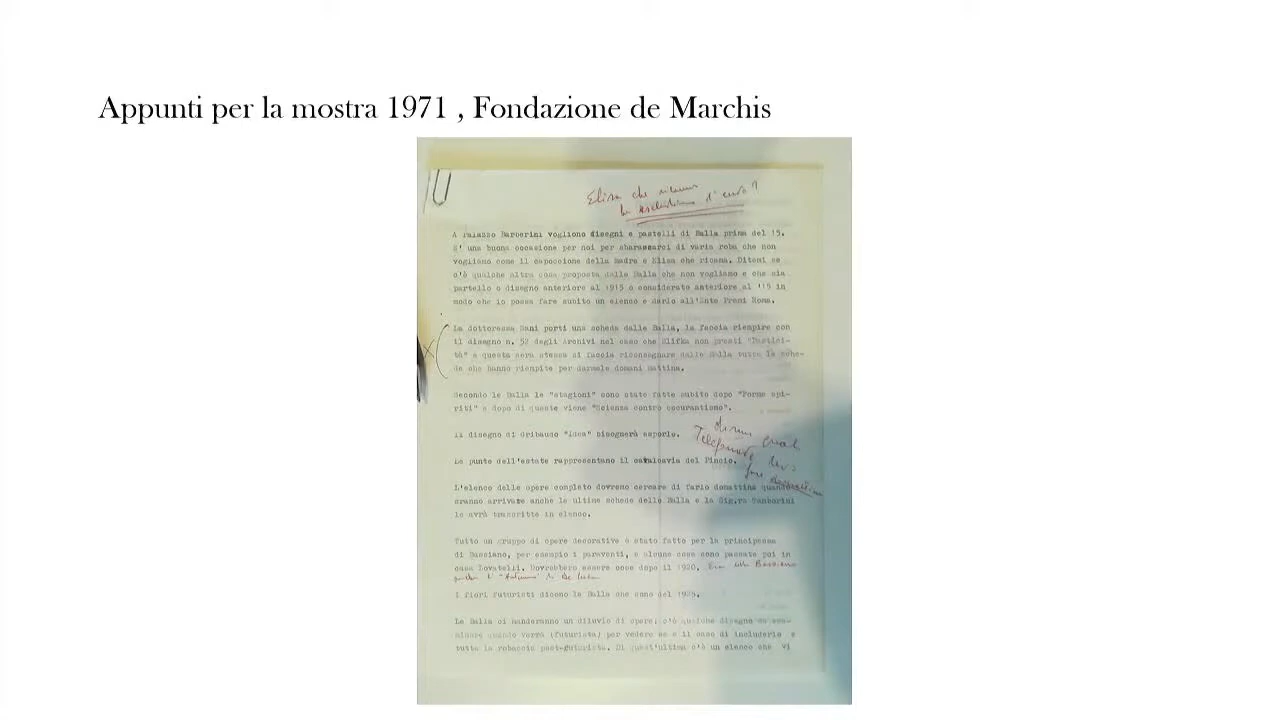 Appunti per la mostra 1971 , Fondazione de Marchis
Elisa che ricama
A Palazzo Barberini vogliono disegni e pastelli di Balla prima del 15.
E' una buona occasione per noi per sbarazzarci di varia roba che non
vogliamo come il capoccione della madre e Elisa che ricama. Ditemi se
c'è qualche altra cosa proposta dalle Balla che non vogliamo e che sia
partello o disegno anteriore al 1915 o considerato anteriore al '15 in
modo che io possa fare subito un elenco e darlo all'Ente Premi Roma.
La dottoressa Sani porti una scheda dalle Balla, la faccia riempire con
il disegno n. 52 degli Archivi nel caso che Slifka non presti
e questa sera stessa si faccia riconsegnare dalle Balla tutte le sche-
de che hanno riempite per darmele domani mattina.
Secondo le Balla le "stagioni" sono state fatte subito dopo "Forme spi-
riti" e dopo di queste viene "Scienza contro oscurantismo".
Il disegno di Gribaudo "Idea" bisognerà esporlo.
Telefonare
Le punte dell'estate rappresentano il del Pincio.
L'elenco delle opere completo dovremo cercare di farlo domattina quando
saranno arrivate anche le ultime schede delle Balla e la Sig.ra Tamborini
le avrà trascritte in elenco.
Tutto un gruppo di opere decorative è stato fatto per la principessa
di Bassiano, per esempio i paraventi, e alcune cose sono passate poi in
casa Lovatelli. Dovrebbero essere cose dopo il 1920.
I fiori futuristi dicono le Balla che sono del 1925.
Le Balla ci manderanno un diluvio di opere: c'è qualche disegno da esa-
minare quando verrà (futurista) per vedere se è il caso di includerlo e
tutta la robaccia post-futurista. Di quest'ultima c'è un elenco che vi